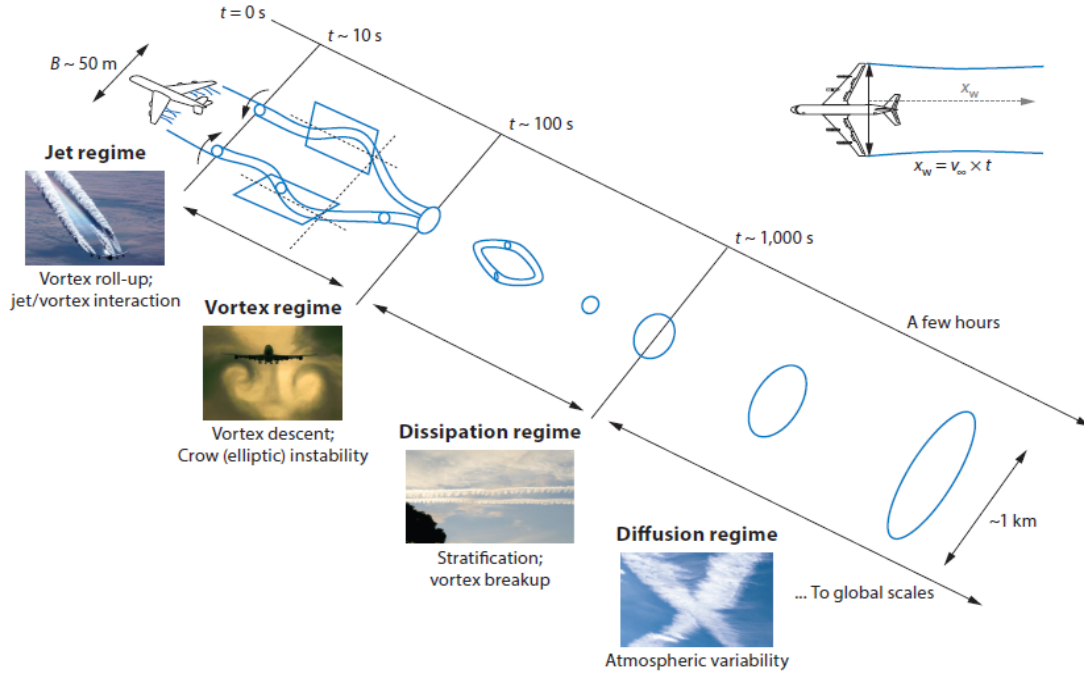 t = 0 s
t ~ 10 s
B ~ 50 m
t ~ 100 s
x_w
x_w = v_∞ × t
Jet regime
Vortex roll-up;
jet/vortex interaction
t ~ 1,000 s
Vortex regime
A few hours
Vortex descent;
Crow (elliptic) instability
Dissipation regime
Stratification;
vortex breakup
~1 km
Diffusion regime
... To global scales
Atmospheric variability